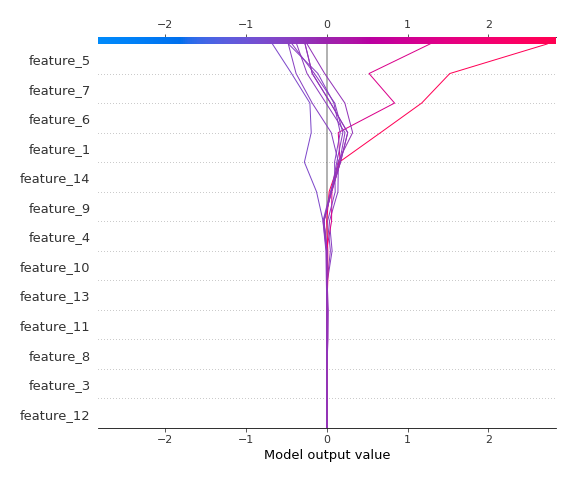 −2 −1 0 1 2
feature_5
feature_7
feature_6
feature_1
feature_14
feature_9
feature_4
feature_10
feature_13
feature_11
feature_8
feature_3
feature_12
−2 −1 0 1 2
Model output value